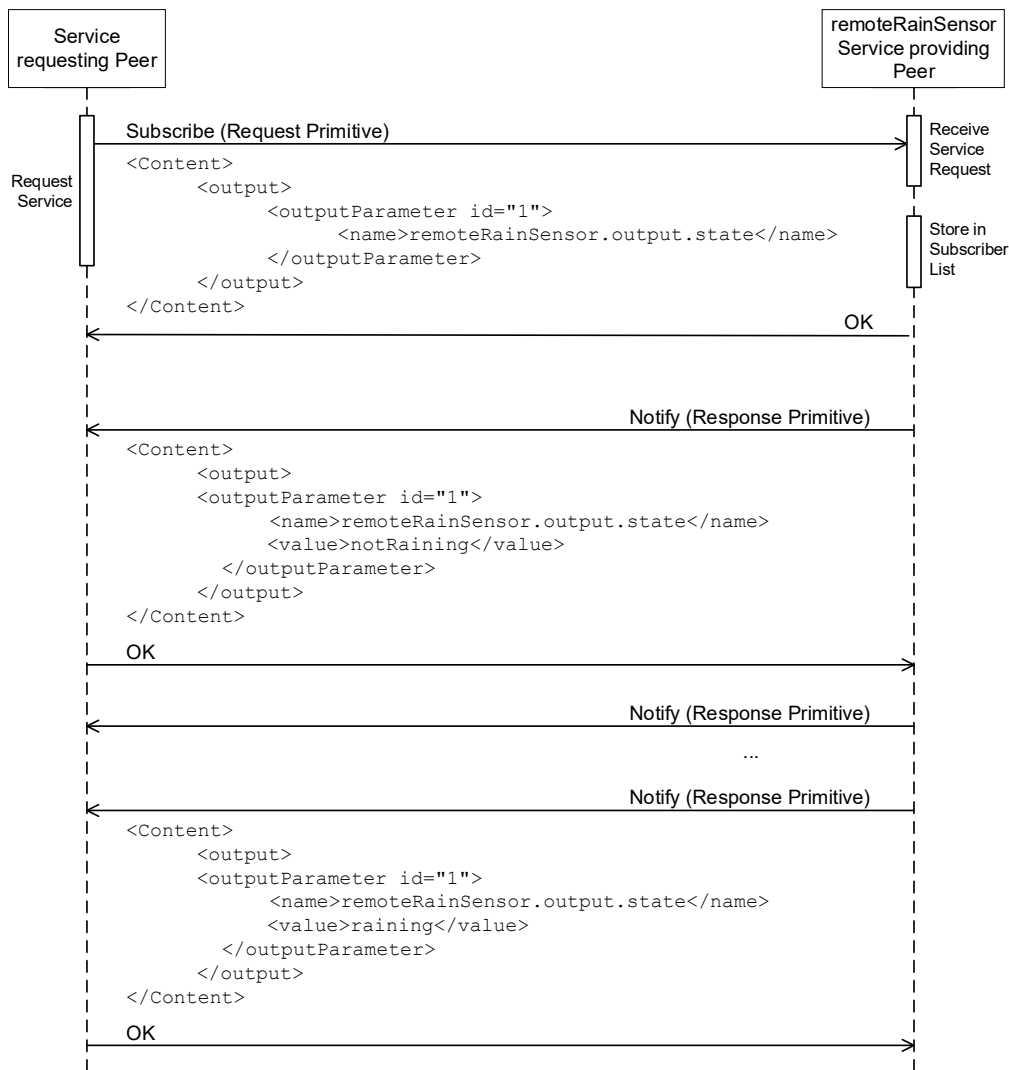 Service
requesting Peer
remoteRainSensor
Service providing
Peer
Subscribe (Request Primitive)
Receive
Service
Request
Request
Service
<Content>
<output>
<outputParameter id="1">
<name>remoteRainSensor.output.state</name>
</outputParameter>
</output>
</Content>
Store in
Subscriber
List
OK
Notify (Response Primitive)
<Content>
<output>
<outputParameter id="1">
<name>remoteRainSensor.output.state</name>
<value>notRaining</value>
</outputParameter>
</output>
</Content>
OK
Notify (Response Primitive)
...
Notify (Response Primitive)
<Content>
<output>
<outputParameter id="1">
<name>remoteRainSensor.output.state</name>
<value>raining</value>
</outputParameter>
</output>
</Content>
OK